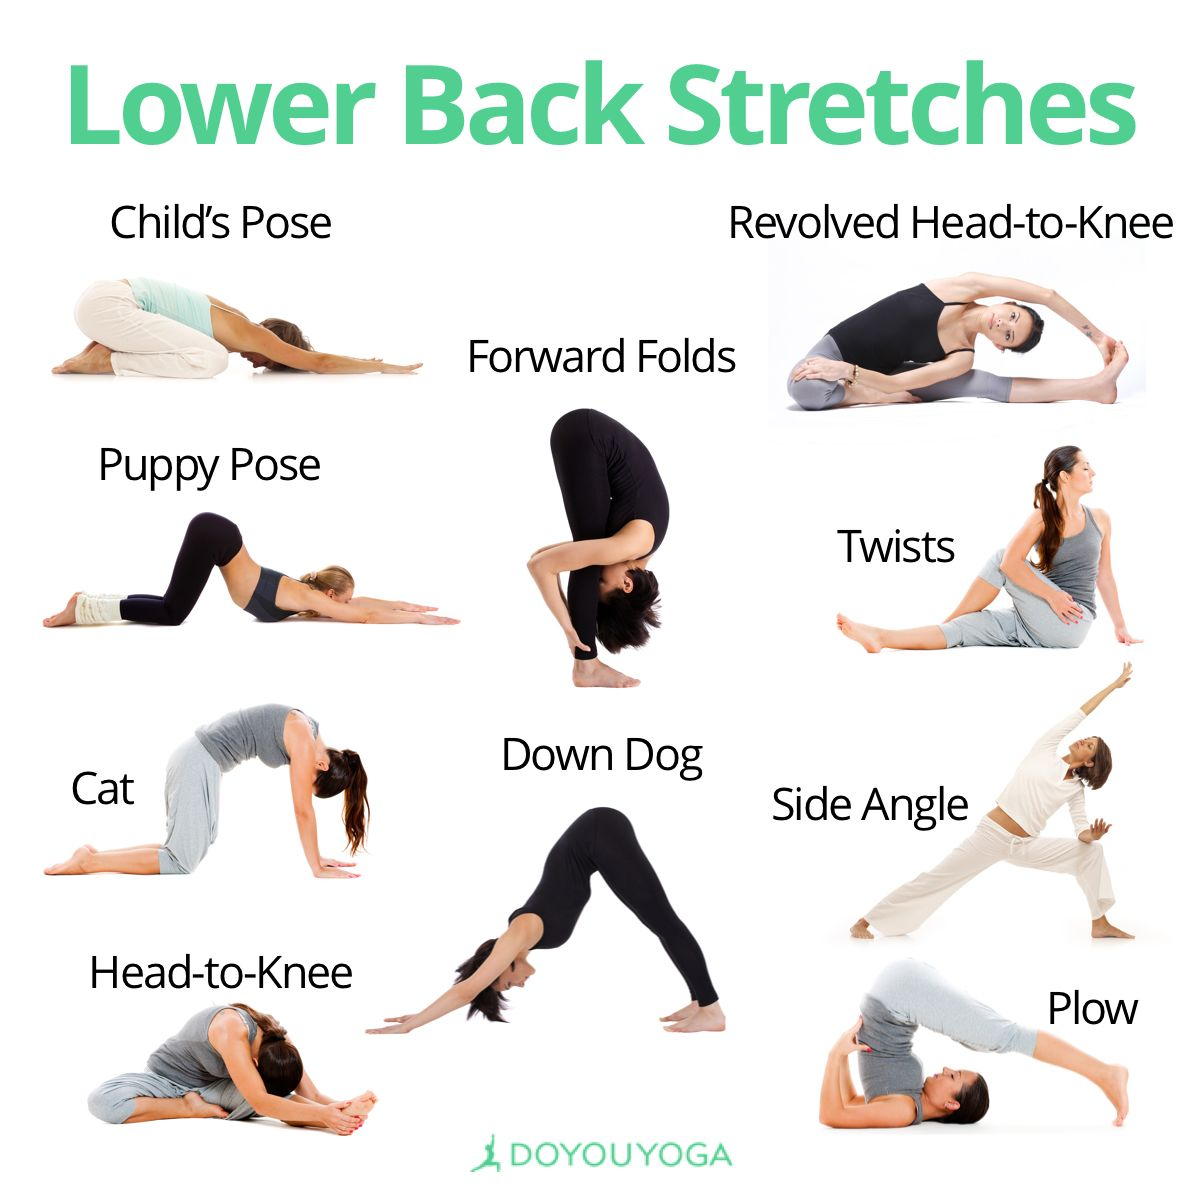 Lower Back Stretches
Child’s Pose
Revolved Head-to-Knee
Forward Folds
Puppy Pose
Twists
Cat
Down Dog
Side Angle
Head-to-Knee
Plow
DOYOUYOGA